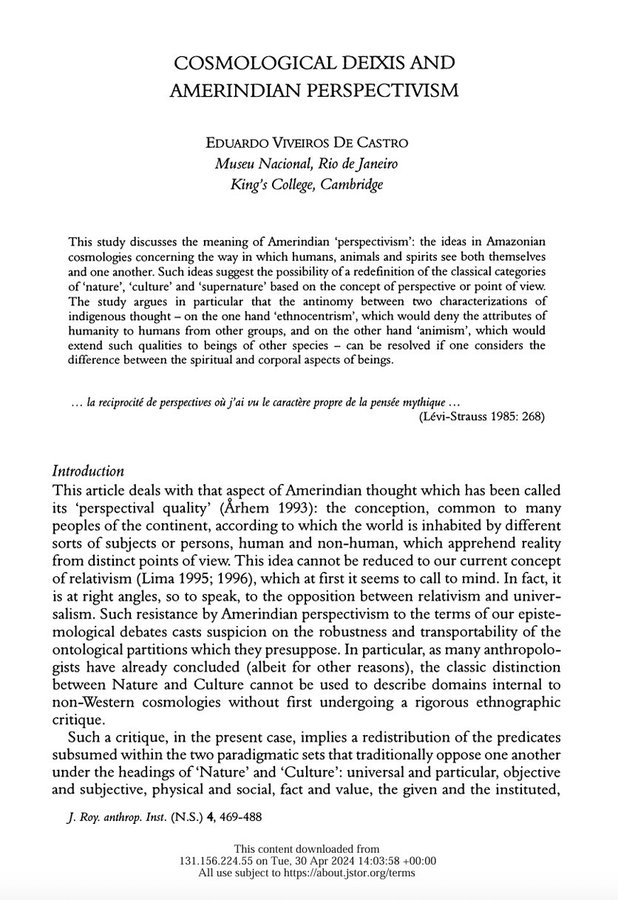 COSMOLOGICAL DEIXIS AND
AMERINDIAN PERSPECTIVISM
EDUARDO VIVEIROS DE CASTRO
Museu Nacional, Rio de Janeiro
King's College, Cambridge
This study discusses the meaning of Amerindian 'perspectivism': the ideas in Amazonian
cosmologies concerning the way in which humans, animals and spirits see both themselves
and one another. Such ideas suggest the possibility of a redefinition of the classical categories
of 'nature', 'culture' and 'supernature' based on the concept of perspective or point of view.
The study argues in particular that the antinomy between two characterizations of
indigenous thought – on the one hand 'ethnocentrism', which would deny the attributes of
humanity to humans from other groups, and on the other hand 'animism', which would
extend such qualities to beings of other species – can be resolved if one considers the
difference between the spiritual and corporal aspects of beings.
... la reciprocité de perspectives où j'ai vu le caractère propre de la pensée mythique ...
(Lévi-Strauss 1985: 268)
Introduction
This article deals with that aspect of Amerindian thought which has been called
its 'perspectival quality' (Århem 1993): the conception, common to many
peoples of the continent, according to which the world is inhabited by different
sorts of subjects or persons, human and non-human, which apprehend reality
from distinct points of view. This idea cannot be reduced to our current concept
of relativism (Lima 1995; 1996), which at first it seems to call to mind. In fact, it
is at right angles, so to speak, to the opposition between relativism and univer-
salism. Such resistance by Amerindian perspectivism to the terms of our episte-
mological debates casts suspicion on the robustness and transportability of the
ontological partitions which they presuppose. In particular, as many anthropolo-
gists have already concluded (albeit for other reasons), the classic distinction
between Nature and Culture cannot be used to describe domains internal to
non-Western cosmologies without first undergoing a rigorous ethnographic
critique.
Such a critique, in the present case, implies a redistribution of the predicates
subsumed within the two paradigmatic sets that traditionally oppose one another
under the headings of 'Nature' and 'Culture': universal and particular, objective
and subjective, physical and social, fact and value, the given and the instituted,
J. Roy. anthrop. Inst. (N.S.) 4, 469-488
This content downloaded from
131.156.224.55 on Tue, 30 Apr 2024 14:03:58 +00:00
All use subject to https://about.jstor.org/terms